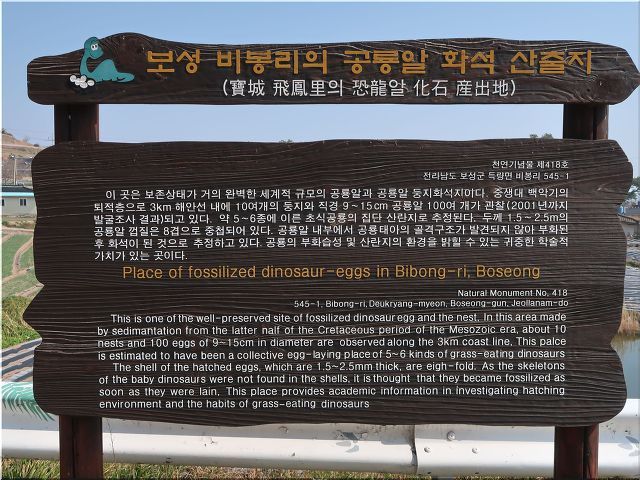 보성 비봉리의 공룡알 화석 산출지
(寶城 飛鳳里의 恐龍알 化石 産出地)
천연기념물 제418호
전라남도 보성군 득량면 비봉리 545-1
이 곳은 보존상태가 거의 완벽한 세계적 규모의 공룡알과 공룡알 둥지화석지이다. 중생대 백악기의
퇴적층으로 3km 해안선 내에 10여개의 둥지와 직경 9~15cm 공룡알 100여 개가 관찰(2001년까지
발굴조사 결과)되고 있다. 약 5~6종에 이른 초식공룡의 집단 산란지로 추정된다. 두께 1.5~2.5m의
공룡알 껍질은 8겹으로 중첩되어 있다. 공룡알 내부에서 공룡태아의 골격구조가 발견되지 않아 부화된
후 화석이 된 것으로 추정하고 있다. 공룡의 부화습성 및 산란지의 환경을 밝힐 수 있는 귀중한 학술적
가치가 있는 곳이다.
Place of fossilized dinosaur-eggs in Bibong-ri, Boseong
Natural Monument No. 418
545-1, Bibong-ri, Deukryang-myeon, Boseong-gun, Jeollanam-do
This is one of the well-preserved site of fossilized dinosaur egg and the nest. In this area made
by sedimantation from the latter nalf of the Cretaceous period of the Mesozoic era, about 10
nests and 100 eggs of 9~15cm in diameter are observed along the 3km coast line. This palce
is estimated to have been a collective egg-laying place of 5~6 kinds of grass-eating dinosaurs
The shell of the hatched eggs, which are 1.5~2.5mm thick, are eigh-fold. As the skeletons
of the baby dinosaurs were not found in the shells, it is thought that they became fossilized as
soon as they were lain. This place provides academic information in investigating hatching
environment and the habits of grass-eating dinosaurs